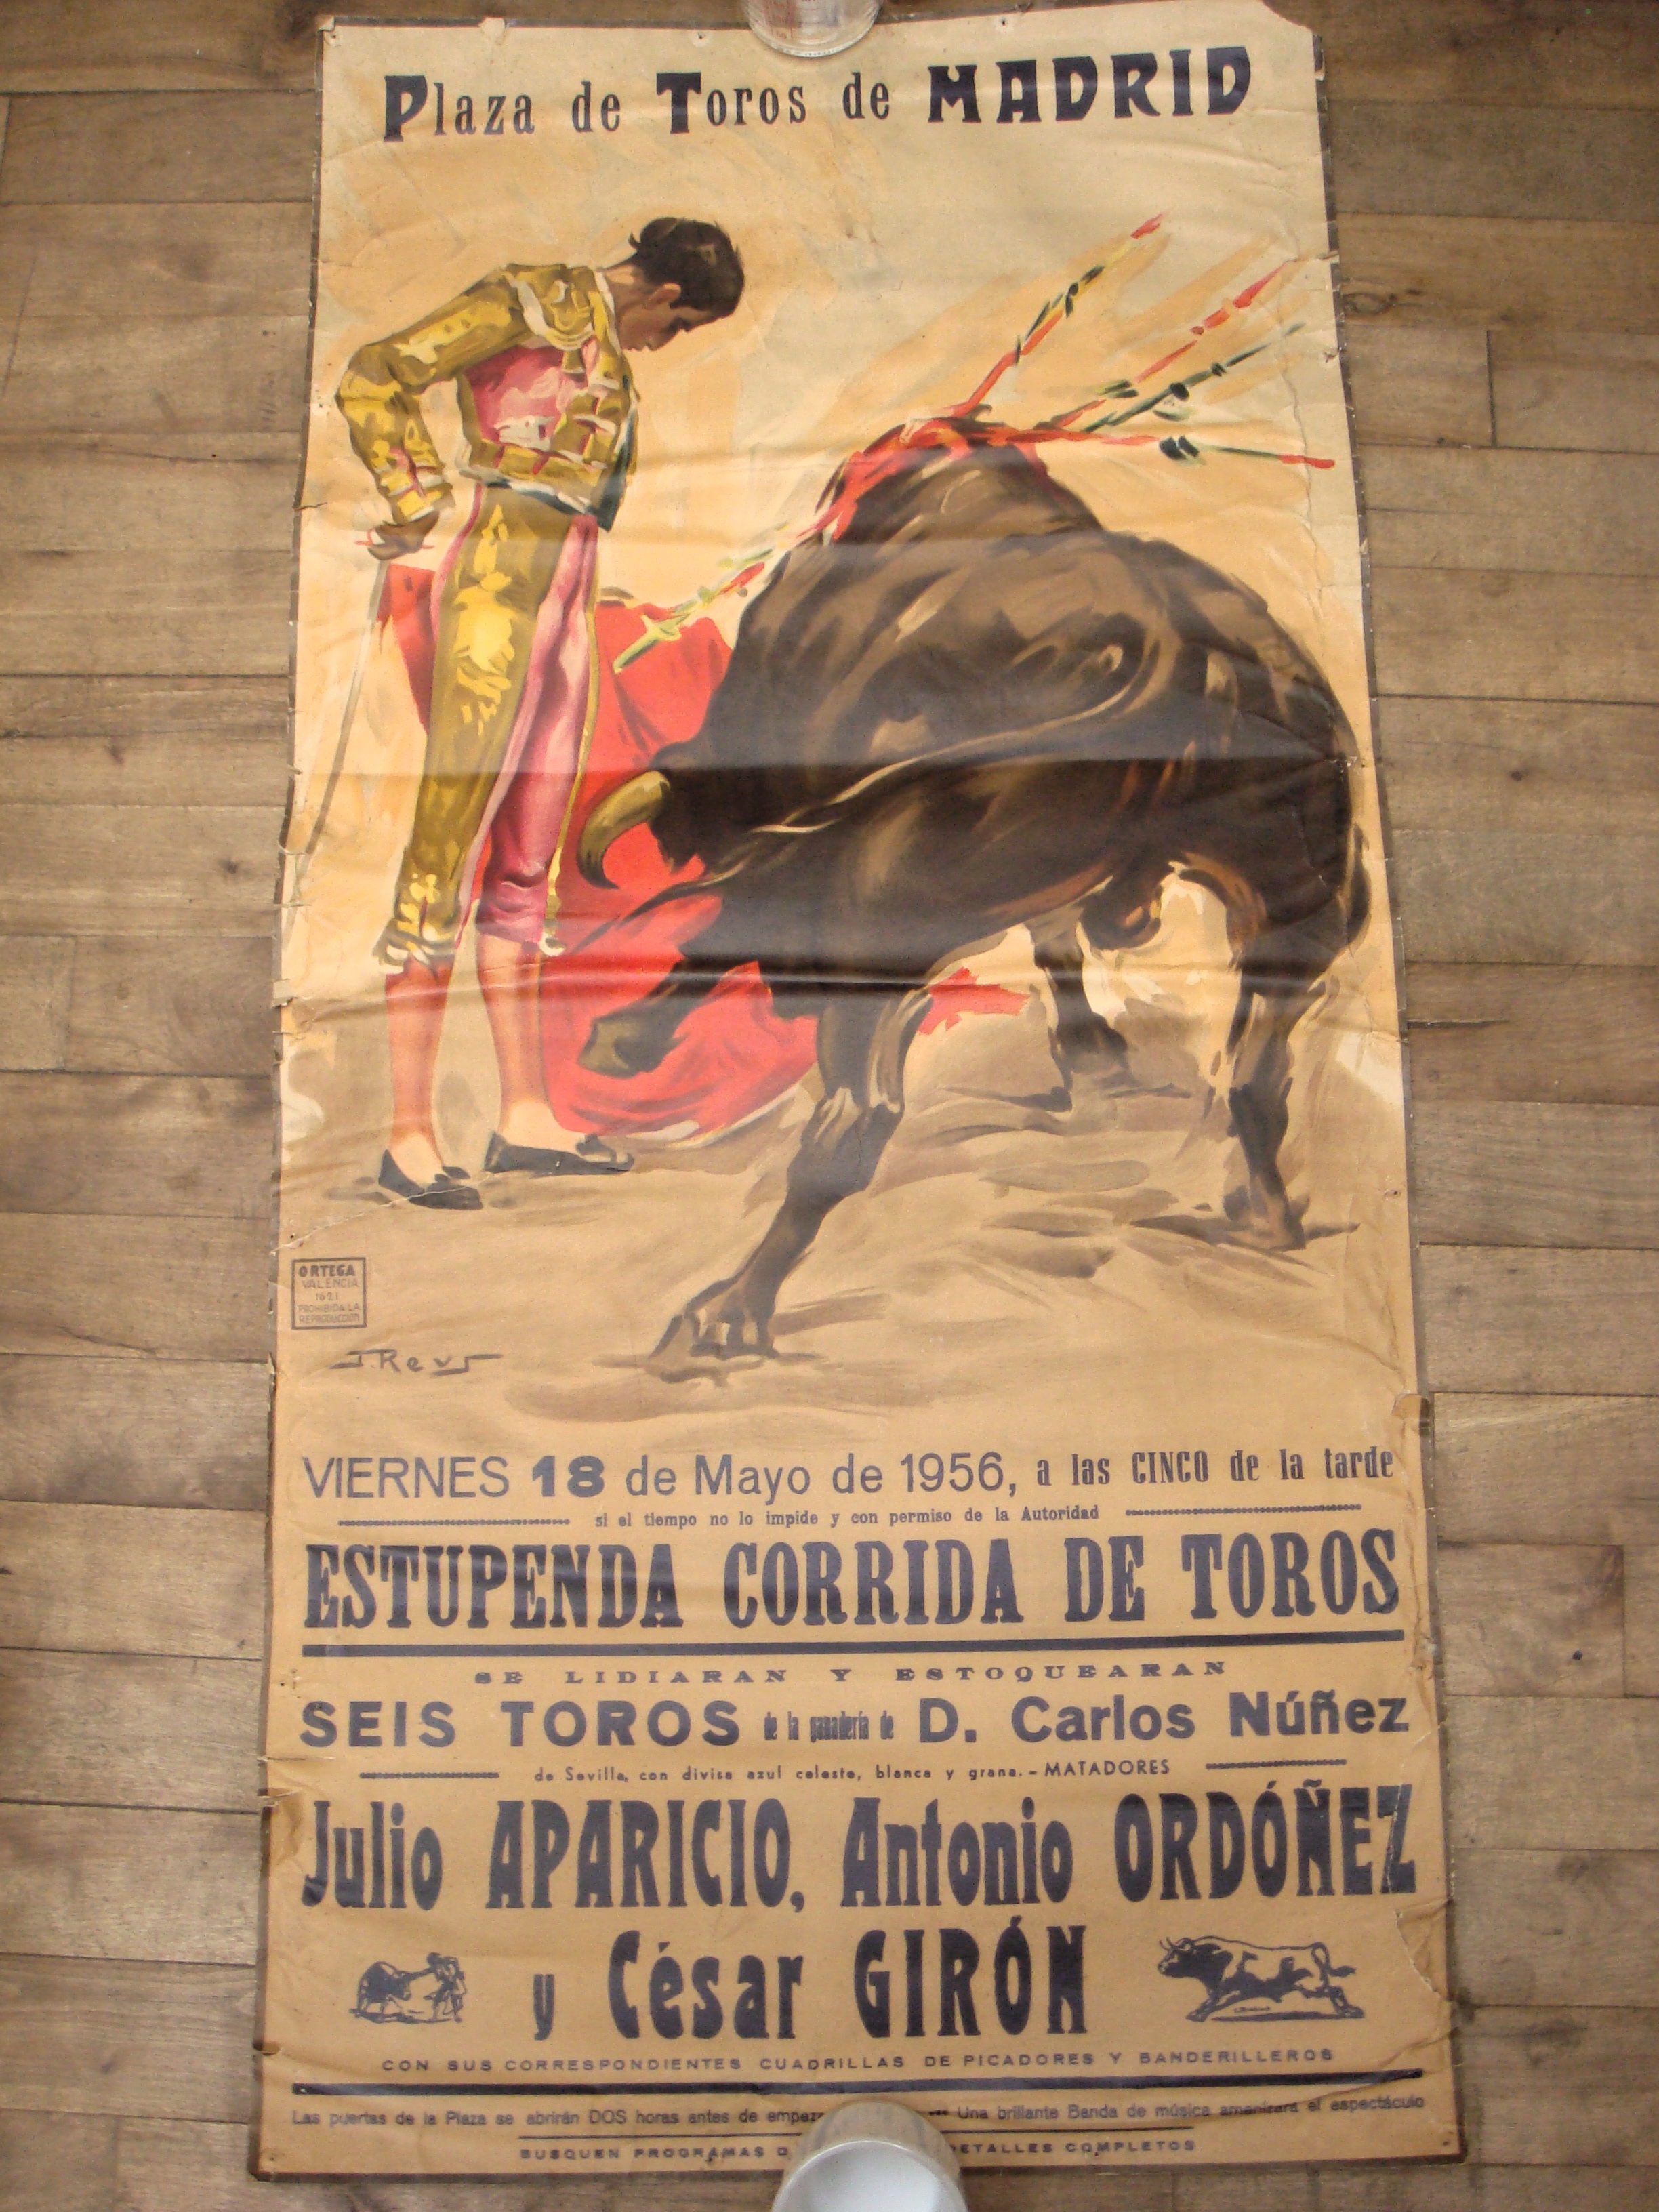 Plaza de Toros de MADRID
ORTEGA
VALENCIA
PROHIBIDA LA
REPRODUCCION
J. Reus
VIERNES 18 de Mayo de 1956, a las CINCO de la tarde
si el tiempo no lo impide y con permiso de la Autoridad
ESTUPENDA CORRIDA DE TOROS
SE LIDIARAN Y ESTOQUEARAN
SEIS TOROS de la ganadería de D. Carlos Núñez
de Sevilla, con divisa azul celeste, blanca y grana. - MATADORES
Julio APARICIO, Antonio ORDÓÑEZ
y César GIRÓN
CON SUS CORRESPONDIENTES CUADRILLAS DE PICADORES Y BANDERILLEROS
Las puertas de la Plaza se abrirán DOS horas antes de Una brillante Banda de música amenizará el espectáculo
BUSQUEN PROGRAMAS DETALLES COMPLETOS